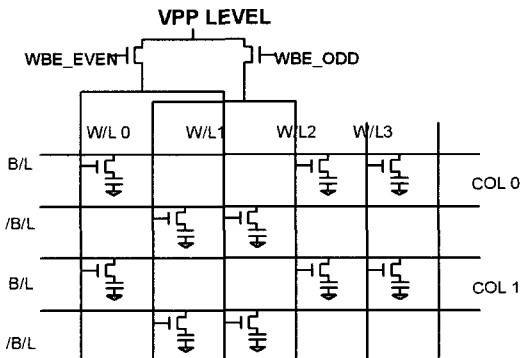 VPP LEVEL
WBE_EVEN WBE_ODD
W/L 0 W/L1 W/L2 W/L3
B/L
COL 0
/B/L
B/L
COL 1
/B/L